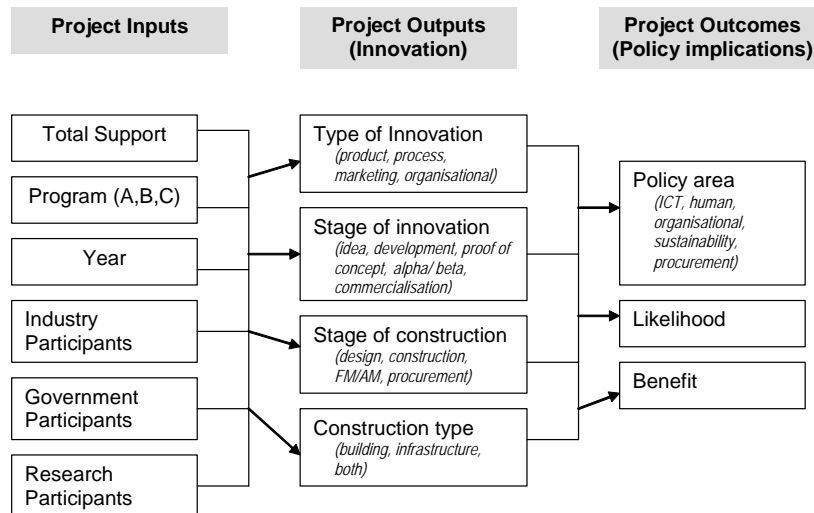 Project Inputs
Project Outputs
(Innovation)
Project Outcomes
(Policy implications)
Total Support
Program (A,B,C)
Year
Industry
Participants
Government
Participants
Research
Participants
Type of Innovation
(product, process,
marketing, organisational)
Stage of innovation
(idea, development, proof of
concept, alpha/ beta,
commercialisation)
Stage of construction
(design, construction,
FM/AM, procurement)
Construction type
(building, infrastructure,
both)
Policy area
(ICT, human,
organisational,
sustainability,
procurement)
Likelihood
Benefit